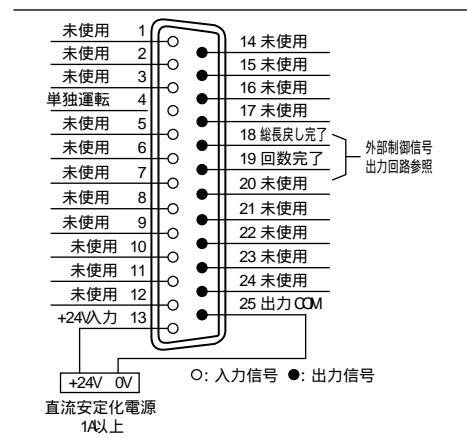 未使用 1
未使用 2
未使用 3
単独運転 4
未使用 5
未使用 6
未使用 7
未使用 8
未使用 9
未使用 10
未使用 11
未使用 12
+24V入力 13
14 未使用
15 未使用
16 未使用
17 未使用
18 総長戻し完了
19 回数完了
20 未使用
21 未使用
22 未使用
23 未使用
24 未使用
25 出力COM
外部制御信号
出力回路参照
+24V 0V
○: 入力信号 ●: 出力信号
直流安定化電源
1A以上